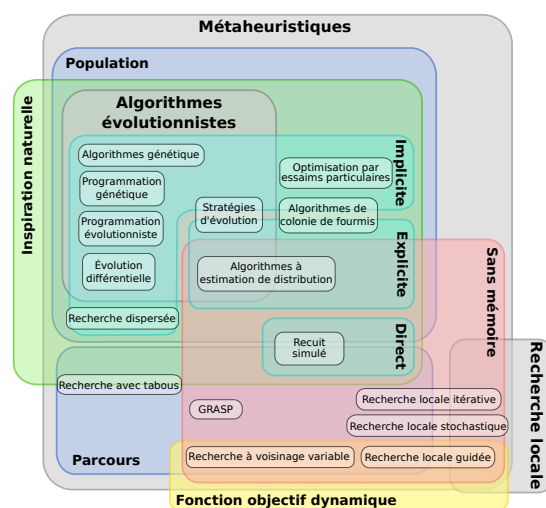 Métaheuristiques
Population
Inspiration naturelle
Algorithmes
évolutionnistes
Implicite
Algorithmes génétique
Optimisation par
essaims particulaires
Programmation
génétique
Stratégies
d'évolution
Algorithmes de
colonie de fourmis
Programmation
évolutionniste
Explicite
Sans mémoire
Évolution
différentielle
Algorithmes à
estimation de distribution
Recherche dispersée
Direct
Recuit
simulé
Recherche locale
Recherche avec tabous
Recherche locale itérative
GRASP
Recherche locale stochastique
Parcours
Recherche à voisinage variable
Recherche locale guidée
Fonction objectif dynamique